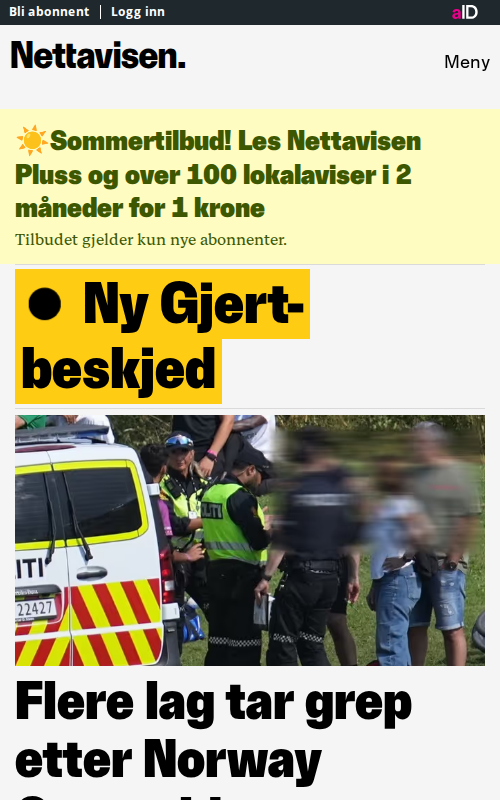 Bli abonnent | Logg inn
aID
Nettavisen.
Meny
Sommertilbud! Les Nettavisen
Pluss og over 100 lokalaviser i 2
måneder for 1 krone
Tilbudet gjelder kun nye abonnenter.
● Ny Gjert-
beskjed
ITI
22427
Flere lag tar grep
etter Norway